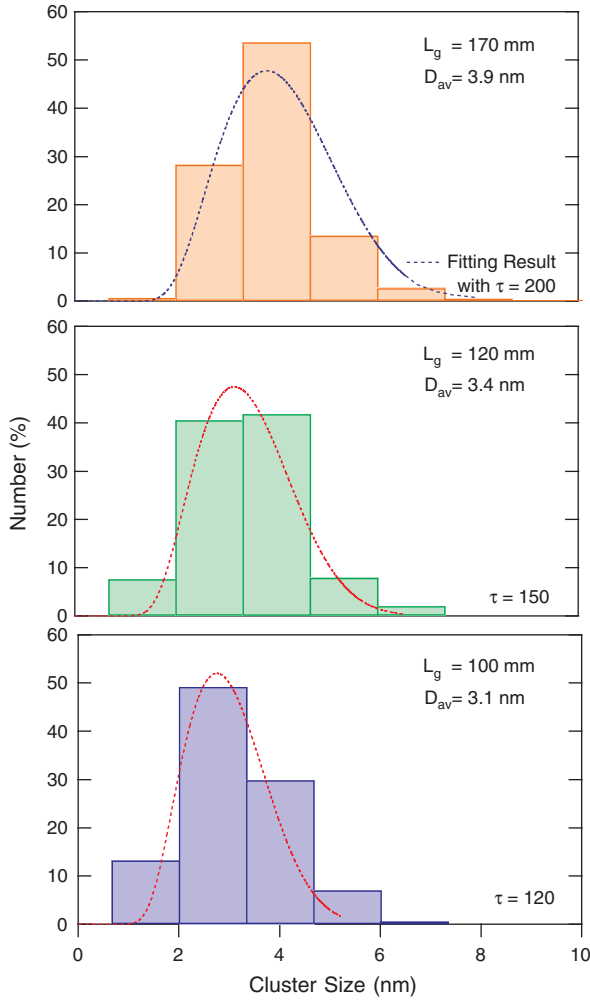 60
50
40
30
20
10
0
L_g = 170 mm
D_av= 3.9 nm
Fitting Result
with τ = 200
60
50
40
30
20
10
0
L_g = 120 mm
D_av= 3.4 nm
τ = 150
Number (%)
60
50
40
30
20
10
0
L_g = 100 mm
D_av= 3.1 nm
τ = 120
0 2 4 6 8 10
Cluster Size (nm)